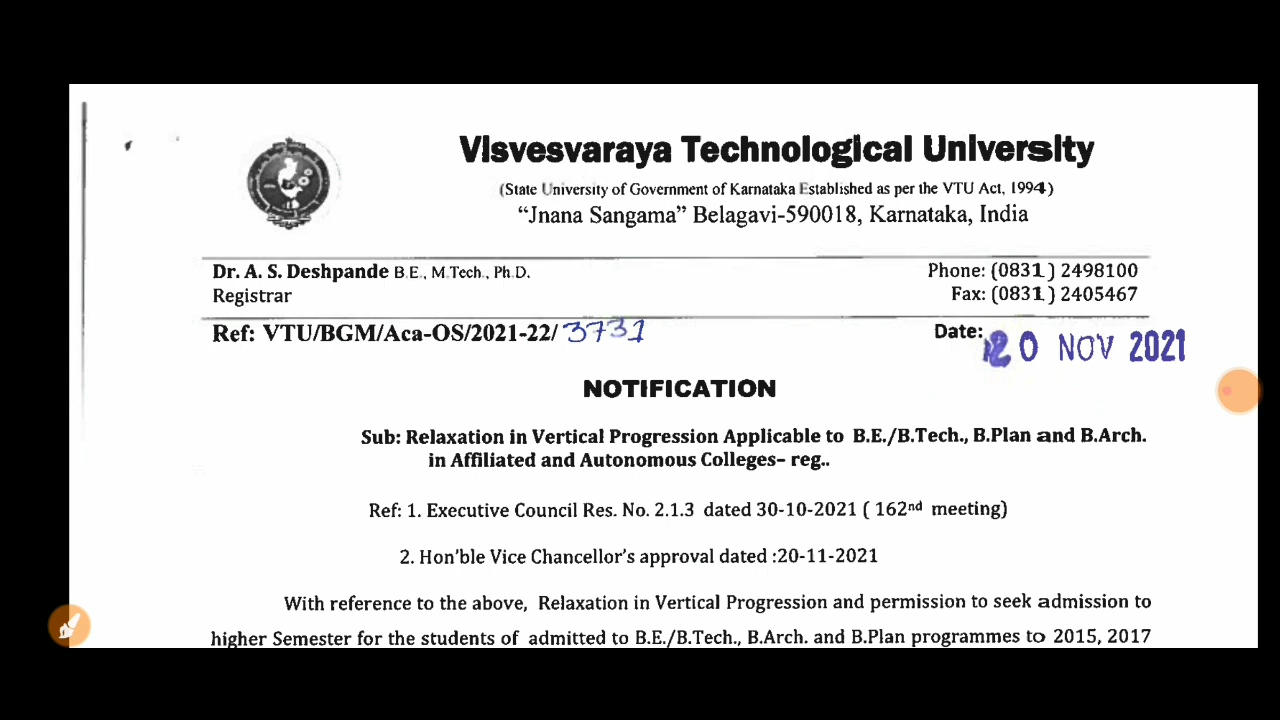 Visvesvaraya Technological University
(State University of Government of Karnataka Established as per the VTU Act, 1994)
“Jnana Sangama” Belagavi-590018, Karnataka, India
Dr. A. S. Deshpande B.E., M.Tech., Ph.D.
Phone: (0831) 2498100
Registrar
Fax: (0831) 2405467
Ref: VTU/BGM/Aca-OS/2021-22/ 3731
Date: 20 NOV 2021
NOTIFICATION
Sub: Relaxation in Vertical Progression Applicable to B.E./B.Tech., B.Plan and B.Arch.
in Affiliated and Autonomous Colleges– reg..
Ref: 1. Executive Council Res. No. 2.1.3 dated 30-10-2021 ( 162nd meeting)
2. Hon’ble Vice Chancellor’s approval dated :20-11-2021
With reference to the above, Relaxation in Vertical Progression and permission to seek admission to
higher Semester for the students of admitted to B.E./B.Tech., B.Arch. and B.Plan programmes to 2015, 2017